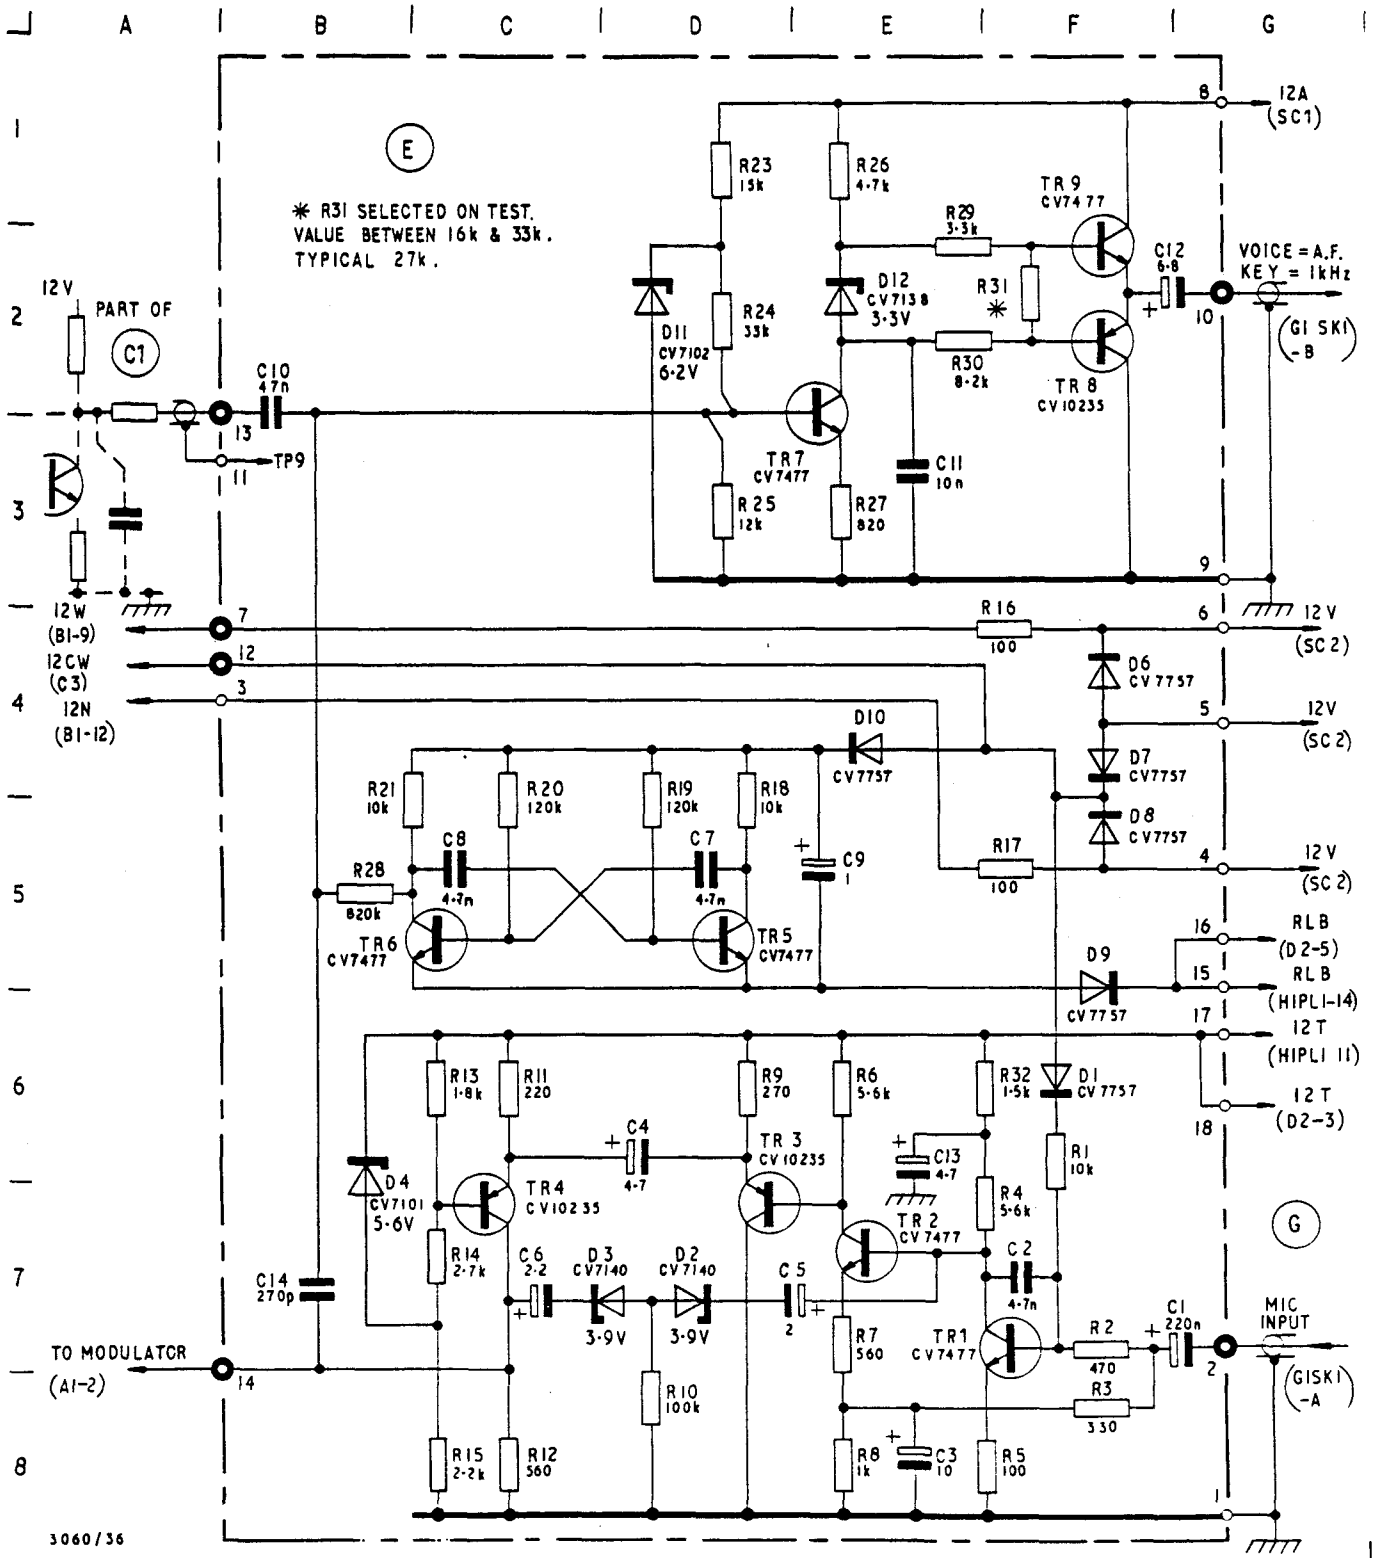 A B C D E F G
1
2
3
4
5
6
7
8
E
* R31 SELECTED ON TEST.
VALUE BETWEEN 16k & 33k.
TYPICAL 27k.
8
12A
(SC1)
R23
15k
R26
4·7k
TR9
CV7477
R29
3·3k
C12
6·8
+
VOICE = A.F.
KEY = 1kHz
10
(G1 SK1
-B)
12V
PART OF
C1
D11
CV7102
6·2V
R24
33k
D12
CV7138
3·3V
R31
*
R30
8·2k
TR8
CV10235
C10
47n
13
11
TP9
TR7
CV7477
R25
12k
R27
820
C11
10n
9
12W
(B1-9)
7
R16
100
6
12V
(SC2)
12CW
(C3)
12
D6
CV7757
12N
(B1-12)
3
5
12V
(SC2)
D10
CV7757
D7
CV7757
R21
10k
R20
120k
R19
120k
R18
10k
D8
CV7757
C8
4·7n
C7
4·7n
+
C9
1
R17
100
4
12V
(SC2)
R28
820k
TR6
CV7477
TR5
CV7477
16
RLB
(D2-5)
D9
CV7757
15
RLB
(HIPL1-14)
17
12T
(HIPL1 11)
R13
1·8k
R11
220
R9
270
R6
5·6k
R32
1·5k
D1
CV7757
18
12T
(D2-3)
+
C4
4·7
TR3
CV10235
+
C13
4·7
R1
10k
D4
CV7101
5·6V
TR4
CV10235
R4
5·6k
TR2
CV7477
G
R14
2·7k
C6
2·2
+
D3
CV7140
3·9V
D2
CV7140
3·9V
C5
2
+
C2
4·7n
C14
270p
R7
560
TR1
CV7477
R2
470
+
C1
220n
MIC
INPUT
2
TO MODULATOR
(A1-2)
14
R10
100k
R3
330
(G1SK1
-A)
R15
2·2k
R12
560
R8
1k
+
C3
10
R5
100
1
3060/36